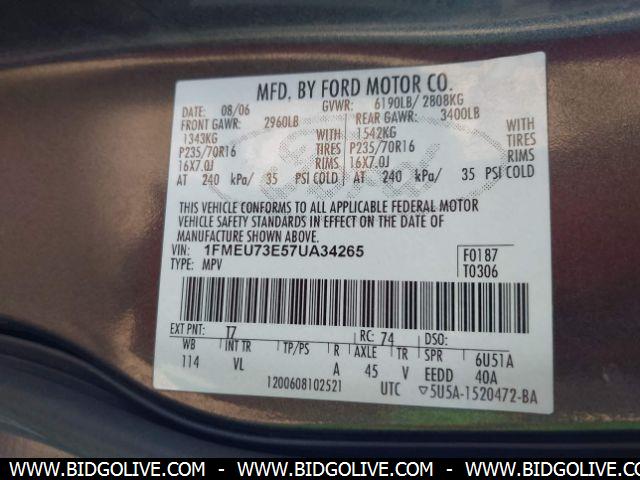 MFD. BY FORD MOTOR CO.
DATE: 08/06 GVWR: 6190LB/ 2808KG
FRONT GAWR: 2960LB REAR GAWR: 3400LB
1343KG WITH 1542KG WITH
P235/70R16 TIRES P235/70R16 TIRES
16X7.0J RIMS 16X7.0J RIMS
AT 240 kPa/ 35 PSI COLD AT 240 kPa/ 35 PSI COLD
THIS VEHICLE CONFORMS TO ALL APPLICABLE FEDERAL MOTOR
VEHICLE SAFETY STANDARDS IN EFFECT ON THE DATE OF
MANUFACTURE SHOWN ABOVE.
VIN: 1FMEU73E57UA34265 F0187
TYPE: MPV T0306
EXT PNT: T7 RC: 74 DSO:
WB INT TR TP/PS R AXLE TR SPR 6U51A
114 VL A 45 V EEDD 40A
1200608102521 UTC ▽5U5A-1520472-BA
WWW.BIDGOLIVE.COM - WWW.BIDGOLIVE.COM - WWW.BIDGOLIVE.COM